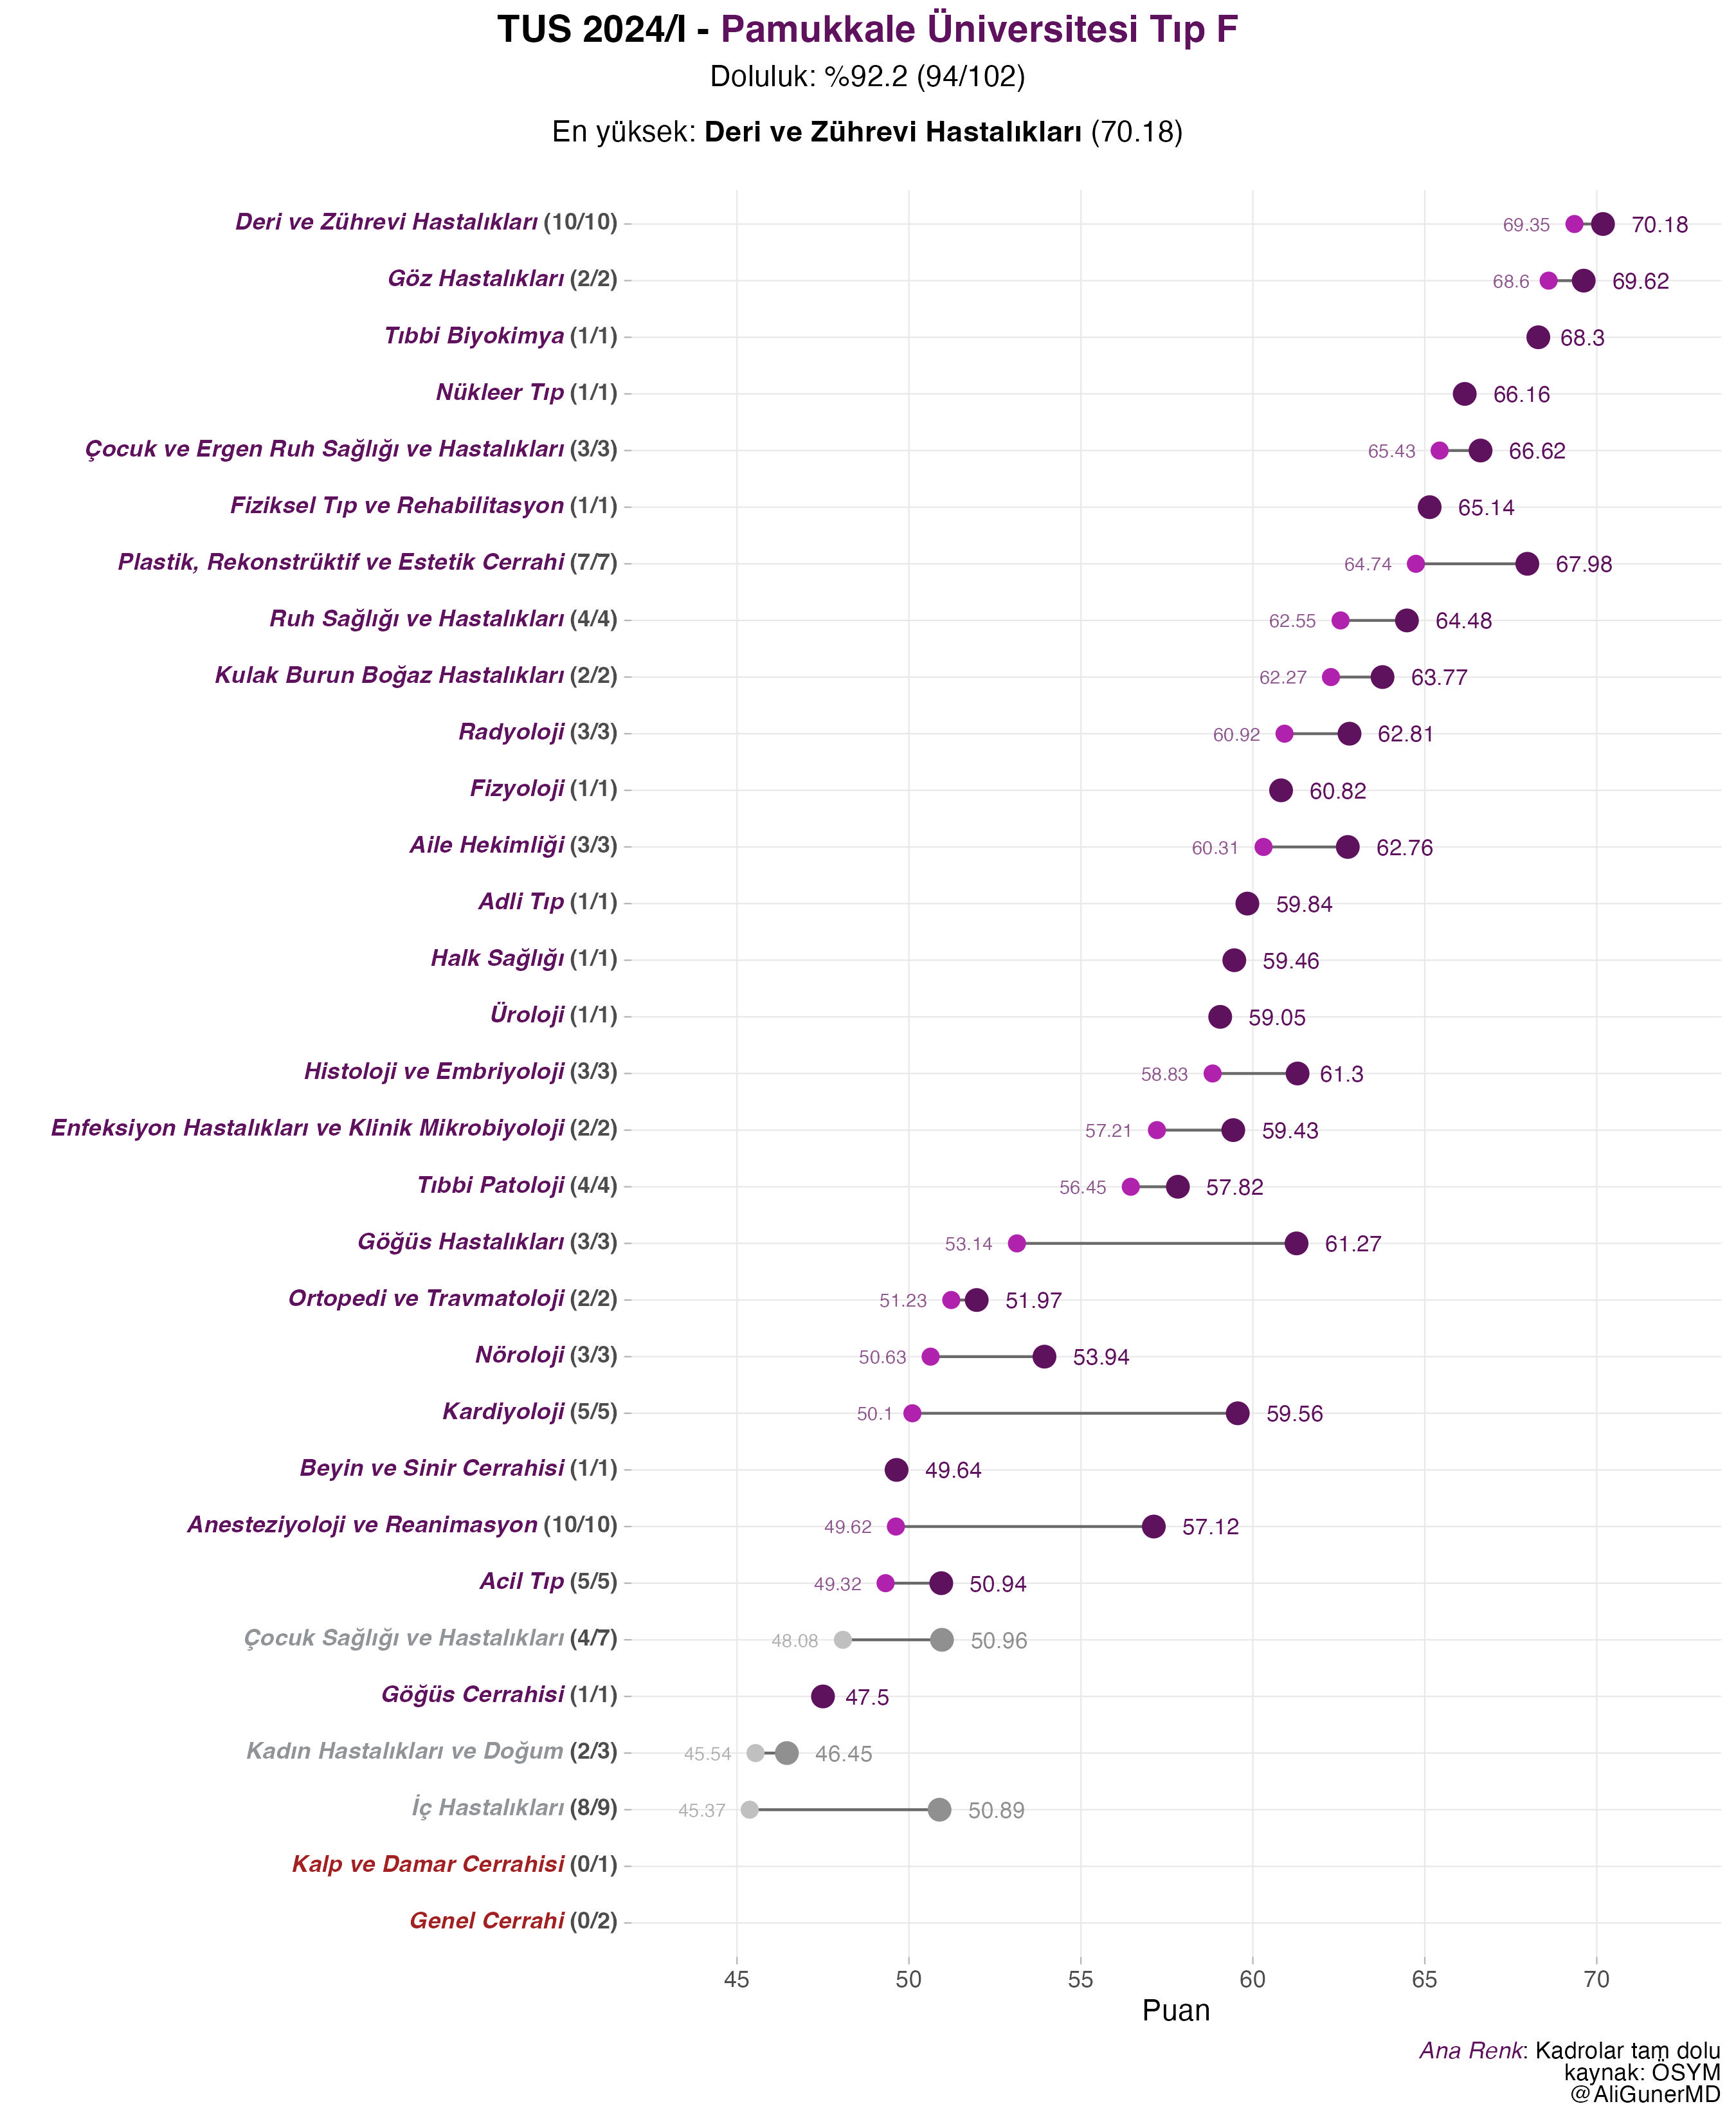 TUS 2024/I - Pamukkale Üniversitesi Tıp F
Doluluk: %92.2 (94/102)
En yüksek: Deri ve Zührevi Hastalıkları (70.18)
Deri ve Zührevi Hastalıkları (10/10) 69.35 70.18
Göz Hastalıkları (2/2) 68.6 69.62
Tıbbi Biyokimya (1/1) 68.3
Nükleer Tıp (1/1) 66.16
Çocuk ve Ergen Ruh Sağlığı ve Hastalıkları (3/3) 65.43 66.62
Fiziksel Tıp ve Rehabilitasyon (1/1) 65.14
Plastik, Rekonstrüktif ve Estetik Cerrahi (7/7) 64.74 67.98
Ruh Sağlığı ve Hastalıkları (4/4) 62.55 64.48
Kulak Burun Boğaz Hastalıkları (2/2) 62.27 63.77
Radyoloji (3/3) 60.92 62.81
Fizyoloji (1/1) 60.82
Aile Hekimliği (3/3) 60.31 62.76
Adli Tıp (1/1) 59.84
Halk Sağlığı (1/1) 59.46
Üroloji (1/1) 59.05
Histoloji ve Embriyoloji (3/3) 58.83 61.3
Enfeksiyon Hastalıkları ve Klinik Mikrobiyoloji (2/2) 57.21 59.43
Tıbbi Patoloji (4/4) 56.45 57.82
Göğüs Hastalıkları (3/3) 53.14 61.27
Ortopedi ve Travmatoloji (2/2) 51.23 51.97
Nöroloji (3/3) 50.63 53.94
Kardiyoloji (5/5) 50.1 59.56
Beyin ve Sinir Cerrahisi (1/1) 49.64
Anesteziyoloji ve Reanimasyon (10/10) 49.62 57.12
Acil Tıp (5/5) 49.32 50.94
Çocuk Sağlığı ve Hastalıkları (4/7) 48.08 50.96
Göğüs Cerrahisi (1/1) 47.5
Kadın Hastalıkları ve Doğum (2/3) 45.54 46.45
İç Hastalıkları (8/9) 45.37 50.89
Kalp ve Damar Cerrahisi (0/1)
Genel Cerrahi (0/2)
45 50 55 60 65 70
Puan
Ana Renk: Kadrolar tam dolu
kaynak: ÖSYM
@AliGunerMD